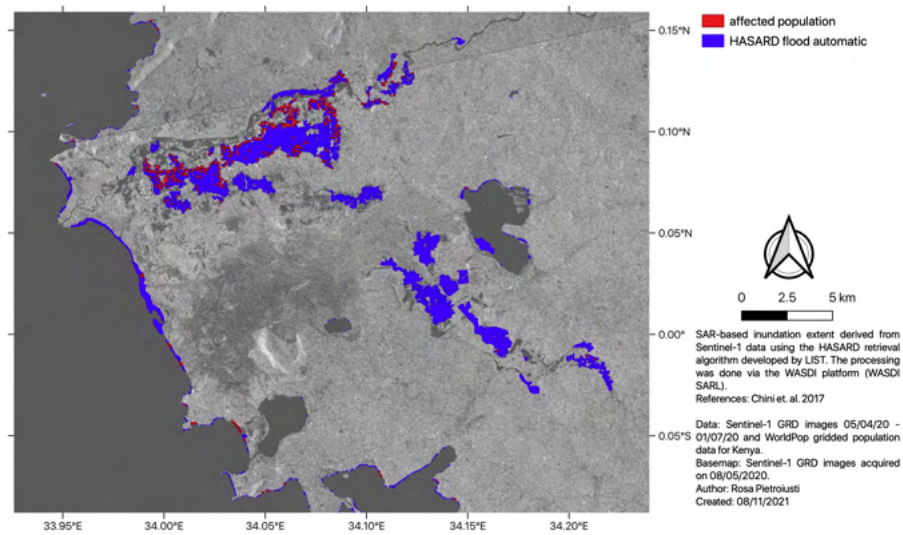 affected population
HASARD flood automatic
0.15°N
0.10°N
0.05°N
0.00°
0.05°S
33.95°E 34.00°E 34.05°E 34.10°E 34.15°E 34.20°E
0 2.5 5 km
SAR-based inundation extent derived from
Sentinel-1 data using the HASARD retrieval
algorithm developed by LIST. The processing
was done via the WASDI platform (WASDI
SARL).
References: Chini et. al. 2017
Data: Sentinel-1 GRD images 05/04/20 -
01/07/20 and WorldPop gridded population
data for Kenya.
Basemap: Sentinel-1 GRD images acquired
on 08/05/2020.
Author: Rosa Pietroiusti
Created: 08/11/2021